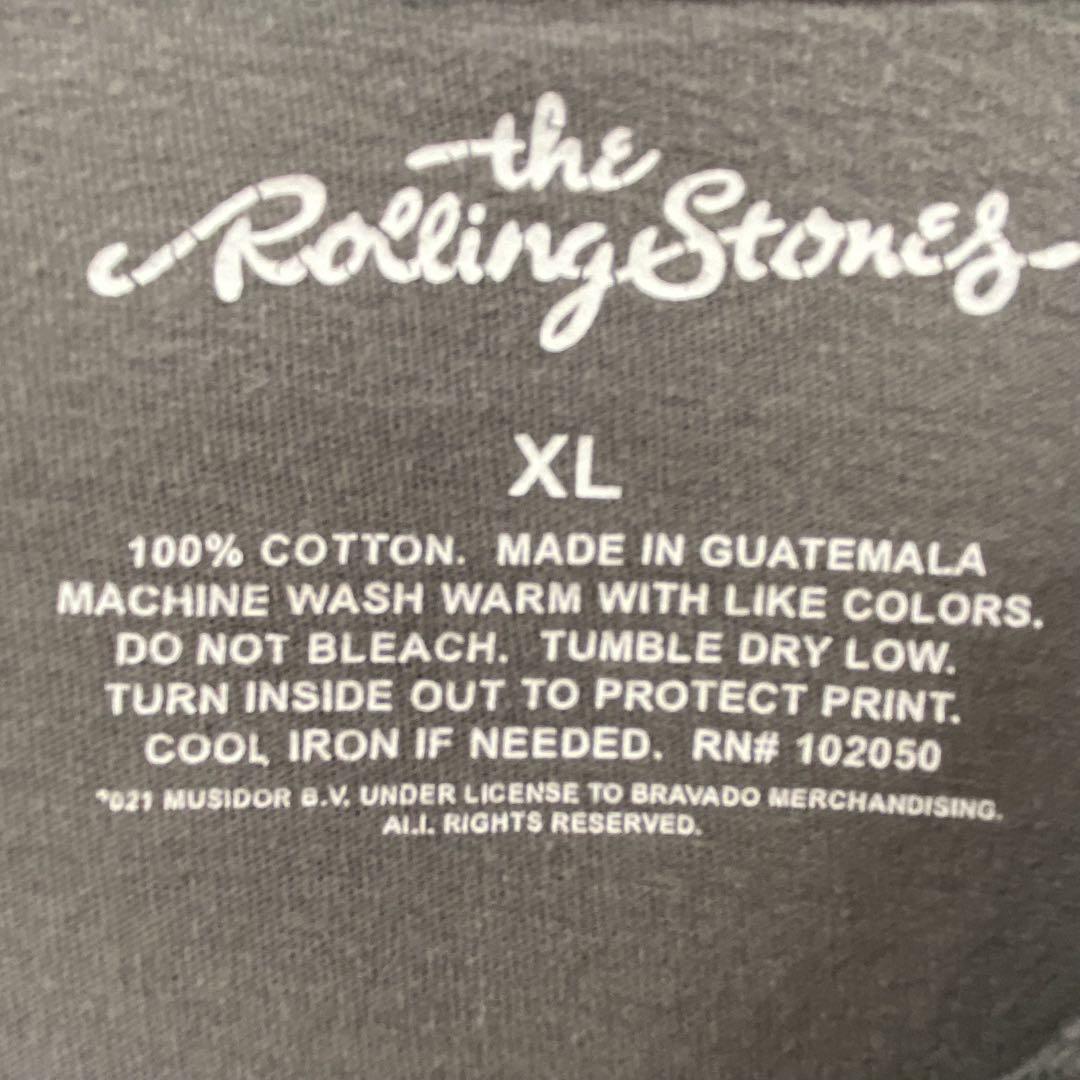 the
Rolling Stones
XL
100% COTTON. MADE IN GUATEMALA
MACHINE WASH WARM WITH LIKE COLORS.
DO NOT BLEACH. TUMBLE DRY LOW.
TURN INSIDE OUT TO PROTECT PRINT.
COOL IRON IF NEEDED. RN# 102050
MUSIDOR B.V. UNDER LICENSE TO BRAVADO MERCHANDISING.
ALL RIGHTS RESERVED.